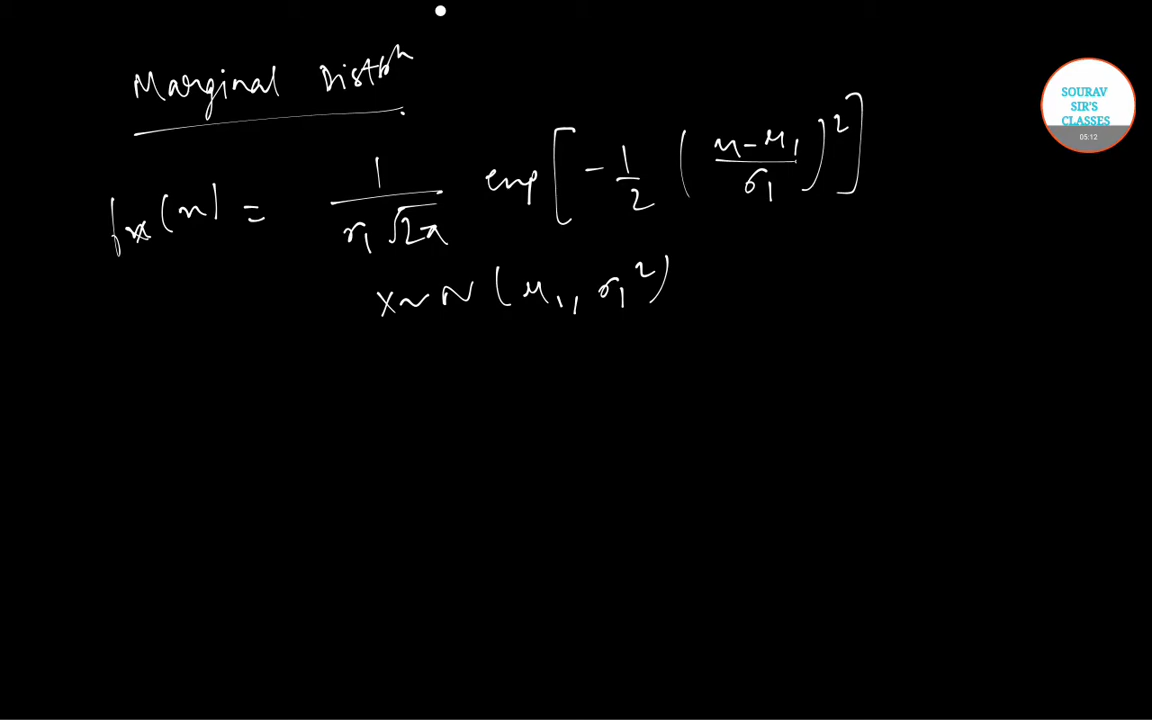 Marginal Distbⁿ
SOURAV
SIR'S
CLASSES
05:12
fₓ(x) = 1/(σ₁√2π) exp[-1/2 ((x-μ₁)/σ₁)²]
X~N(μ₁, σ₁²)